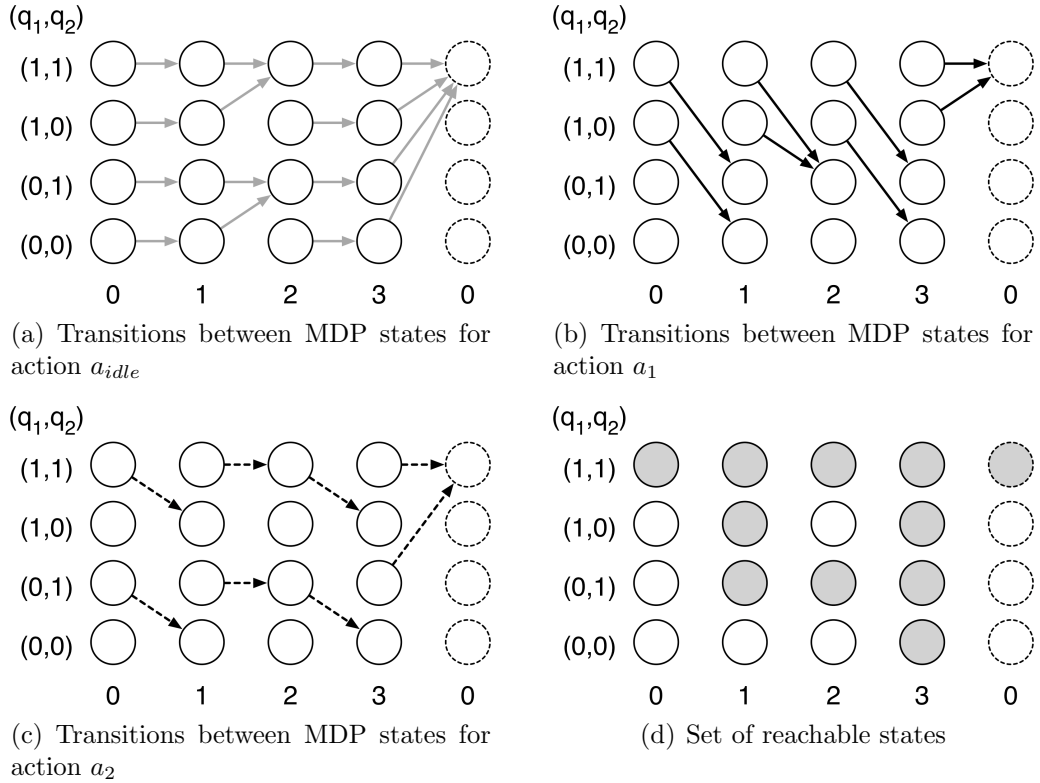 (q1,q2)
(1,1)
(1,0)
(0,1)
(0,0)
0 1 2 3 0
(a) Transitions between MDP states for
action a_idle
(q1,q2)
(1,1)
(1,0)
(0,1)
(0,0)
0 1 2 3 0
(b) Transitions between MDP states for
action a1
(q1,q2)
(1,1)
(1,0)
(0,1)
(0,0)
0 1 2 3 0
(c) Transitions between MDP states for
action a2
(q1,q2)
(1,1)
(1,0)
(0,1)
(0,0)
0 1 2 3 0
(d) Set of reachable states